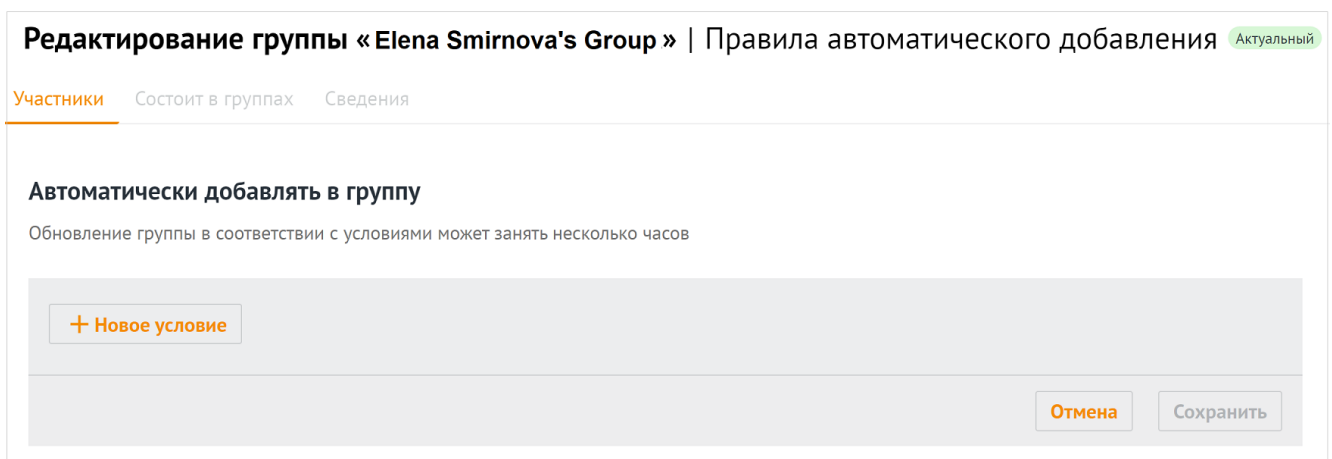 Редактирование группы «Elena Smirnova's Group» | Правила автоматического добавления Актуальный
Участники Состоит в группах Сведения
Автоматически добавлять в группу
Обновление группы в соответствии с условиями может занять несколько часов
+ Новое условие
Отмена Сохранить